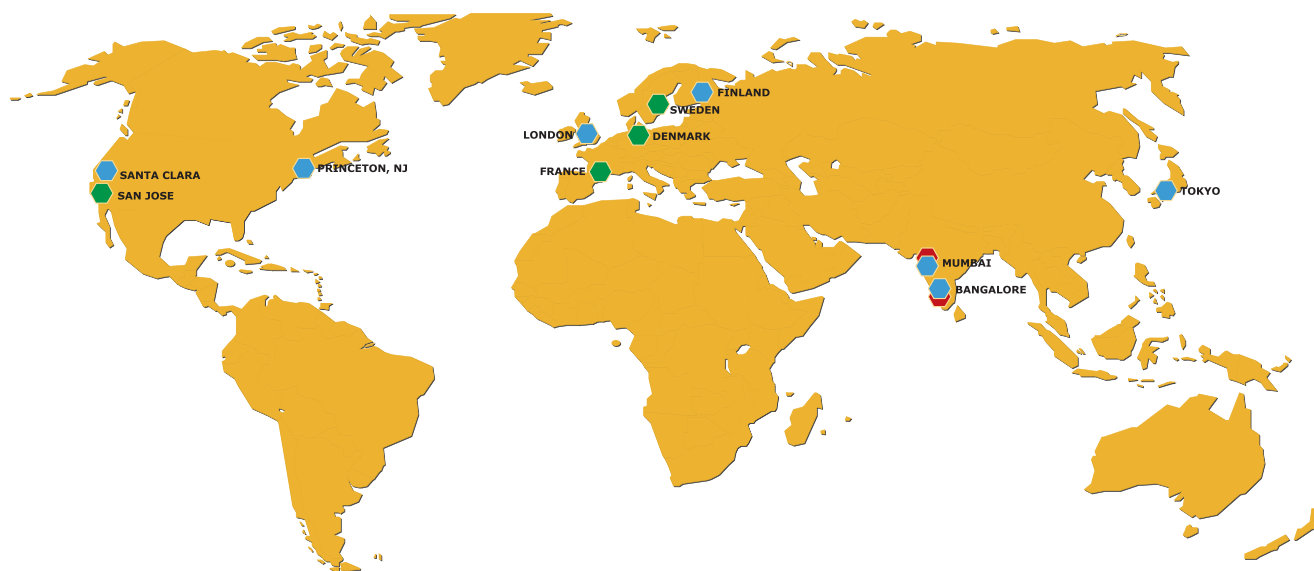 FINLAND
SWEDEN
LONDON
DENMARK
FRANCE
SANTA CLARA
PRINCETON, NJ
SAN JOSE
TOKYO
MUMBAI
BANGALORE